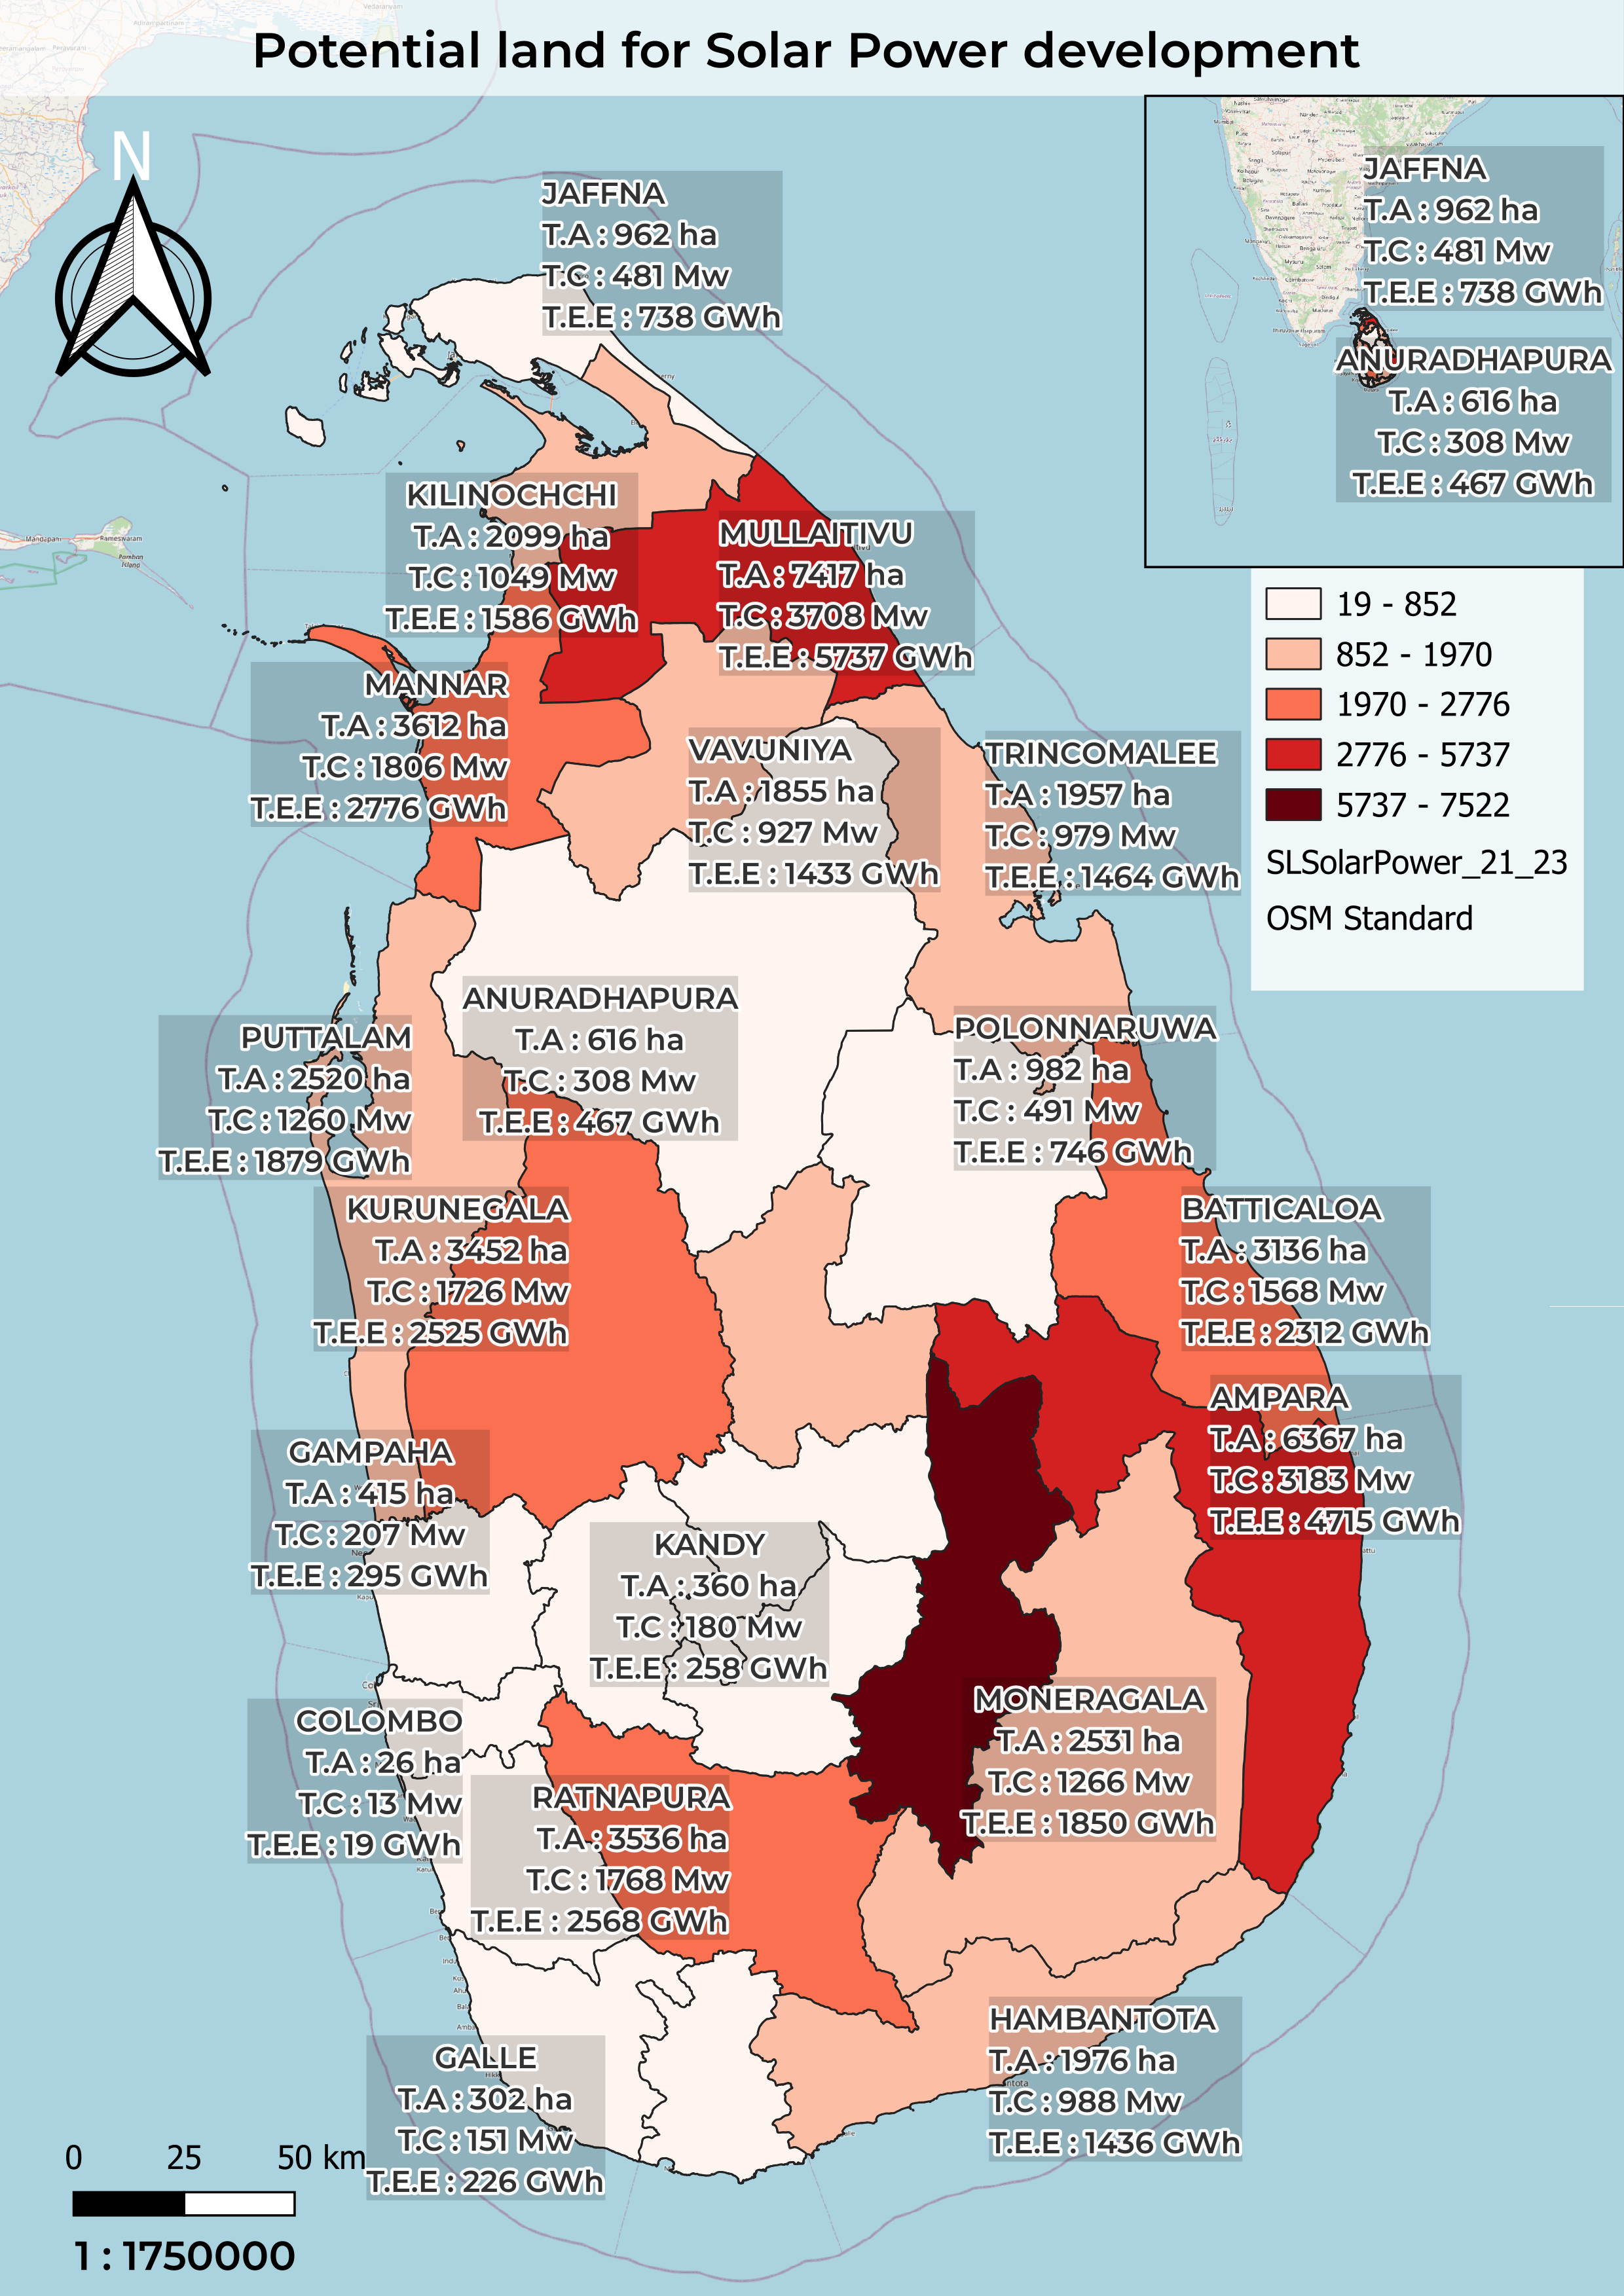 Potential land for Solar Power development
N
JAFFNA
T.A : 962 ha
T.C : 481 Mw
T.E.E : 738 GWh
JAFFNA
T.A : 962 ha
T.C : 481 Mw
T.E.E : 738 GWh
ANURADHAPURA
T.A : 616 ha
T.C : 308 Mw
T.E.E : 467 GWh
KILINOCHCHI
T.A : 2099 ha
T.C : 1049 Mw
T.E.E : 1586 GWh
MULLAITIVU
T.A : 7417 ha
T.C : 3708 Mw
T.E.E : 5737 GWh
19 - 852
852 - 1970
1970 - 2776
2776 - 5737
5737 - 7522
SLSolarPower_21_23
OSM Standard
Mandapam
Rameswaram
Pamban
Island
MANNAR
T.A : 3612 ha
T.C : 1806 Mw
T.E.E : 2776 GWh
VAVUNIYA
T.A : 1855 ha
T.C : 927 Mw
T.E.E : 1433 GWh
TRINCOMALEE
T.A : 1957 ha
T.C : 979 Mw
T.E.E : 1464 GWh
ANURADHAPURA
T.A : 616 ha
T.C : 308 Mw
T.E.E : 467 GWh
PUTTALAM
T.A : 2520 ha
T.C : 1260 Mw
T.E.E : 1879 GWh
POLONNARUWA
T.A : 982 ha
T.C : 491 Mw
T.E.E : 746 GWh
KURUNEGALA
T.A : 3452 ha
T.C : 1726 Mw
T.E.E : 2525 GWh
BATTICALOA
T.A : 3136 ha
T.C : 1568 Mw
T.E.E : 2312 GWh
AMPARA
T.A : 6367 ha
T.C : 3183 Mw
T.E.E : 4715 GWh
GAMPAHA
T.A : 415 ha
T.C : 207 Mw
T.E.E : 295 GWh
KANDY
T.A : 360 ha
T.C : 180 Mw
T.E.E : 258 GWh
MONERAGALA
T.A : 2531 ha
T.C : 1266 Mw
T.E.E : 1850 GWh
COLOMBO
T.A : 26 ha
T.C : 13 Mw
T.E.E : 19 GWh
RATNAPURA
T.A : 3536 ha
T.C : 1768 Mw
T.E.E : 2568 GWh
HAMBANTOTA
T.A : 1976 ha
T.C : 988 Mw
T.E.E : 1436 GWh
GALLE
T.A : 302 ha
T.C : 151 Mw
T.E.E : 226 GWh
0 25 50 km
1 : 1750000